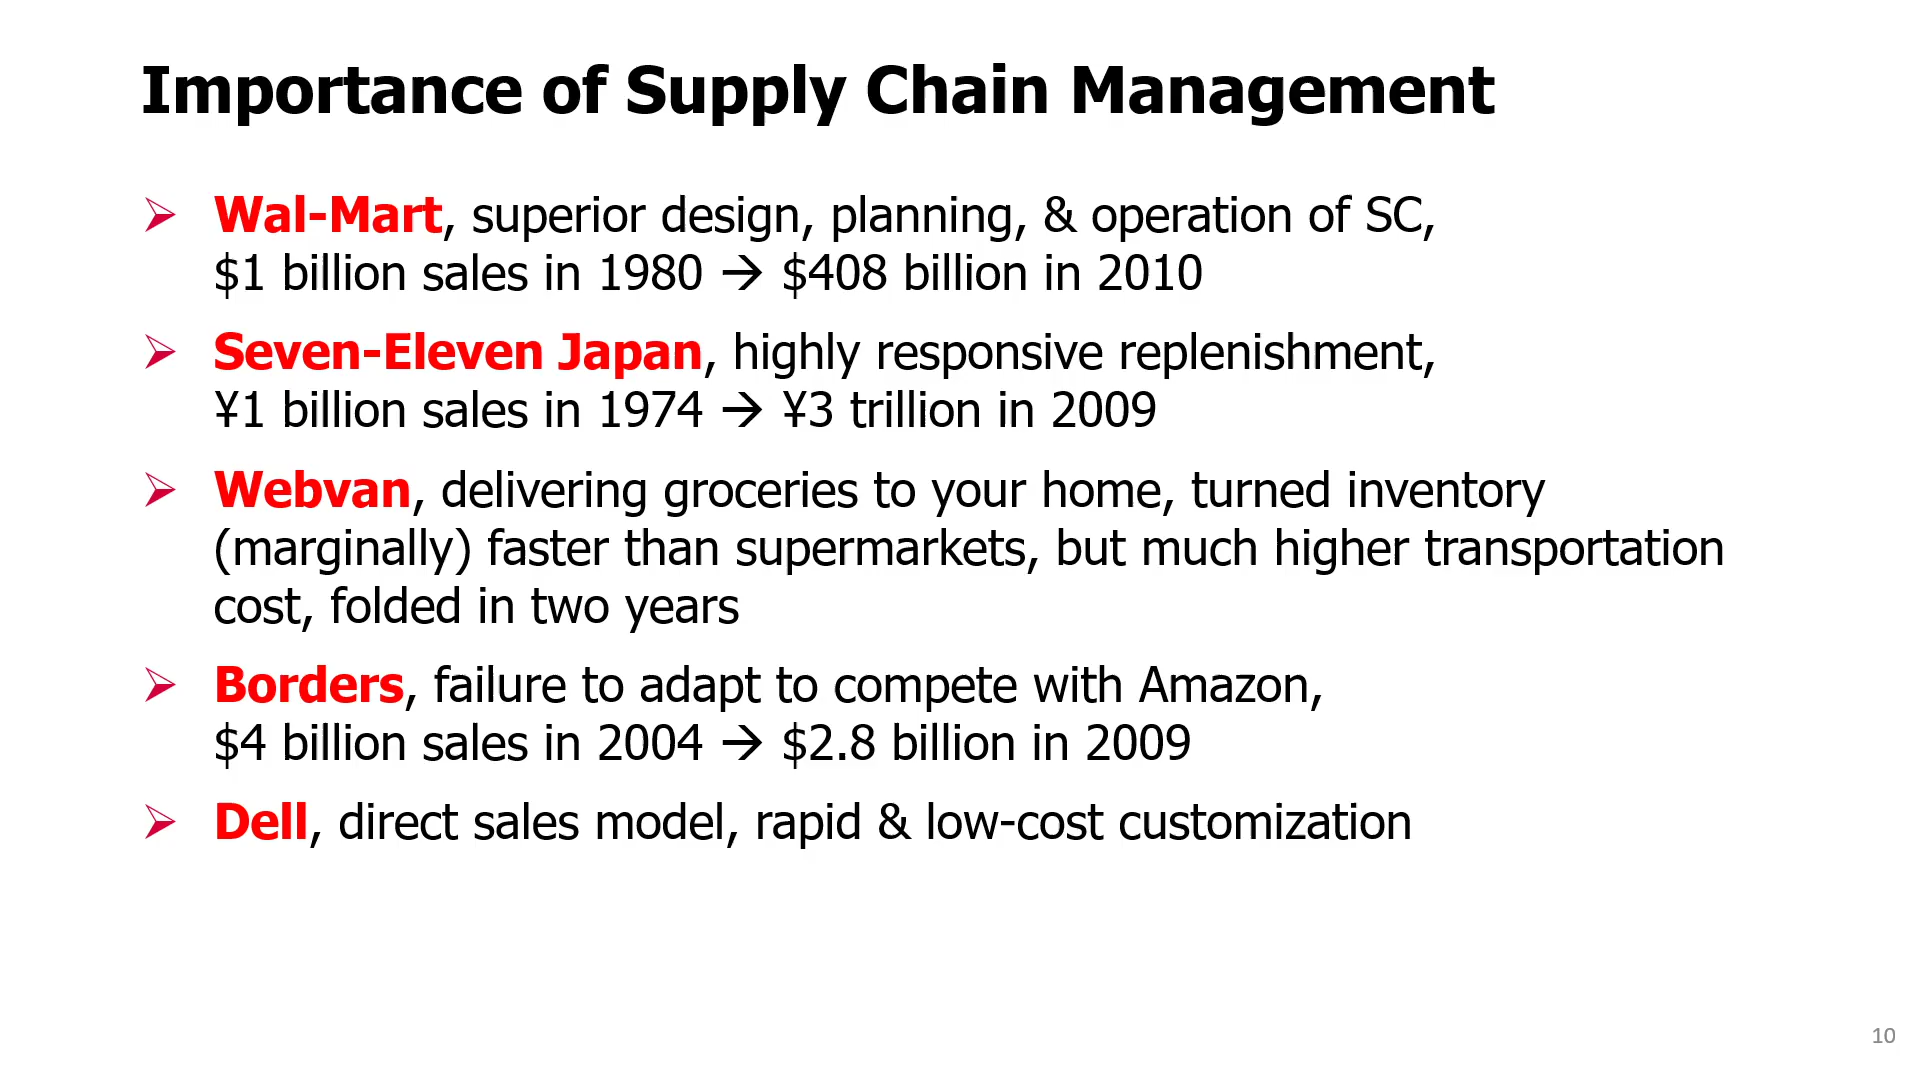 Importance of Supply Chain Management
➢ Wal-Mart, superior design, planning, & operation of SC,
$1 billion sales in 1980 → $408 billion in 2010
➢ Seven-Eleven Japan, highly responsive replenishment,
¥1 billion sales in 1974 → ¥3 trillion in 2009
➢ Webvan, delivering groceries to your home, turned inventory
(marginally) faster than supermarkets, but much higher transportation
cost, folded in two years
➢ Borders, failure to adapt to compete with Amazon,
$4 billion sales in 2004 → $2.8 billion in 2009
➢ Dell, direct sales model, rapid & low-cost customization
10